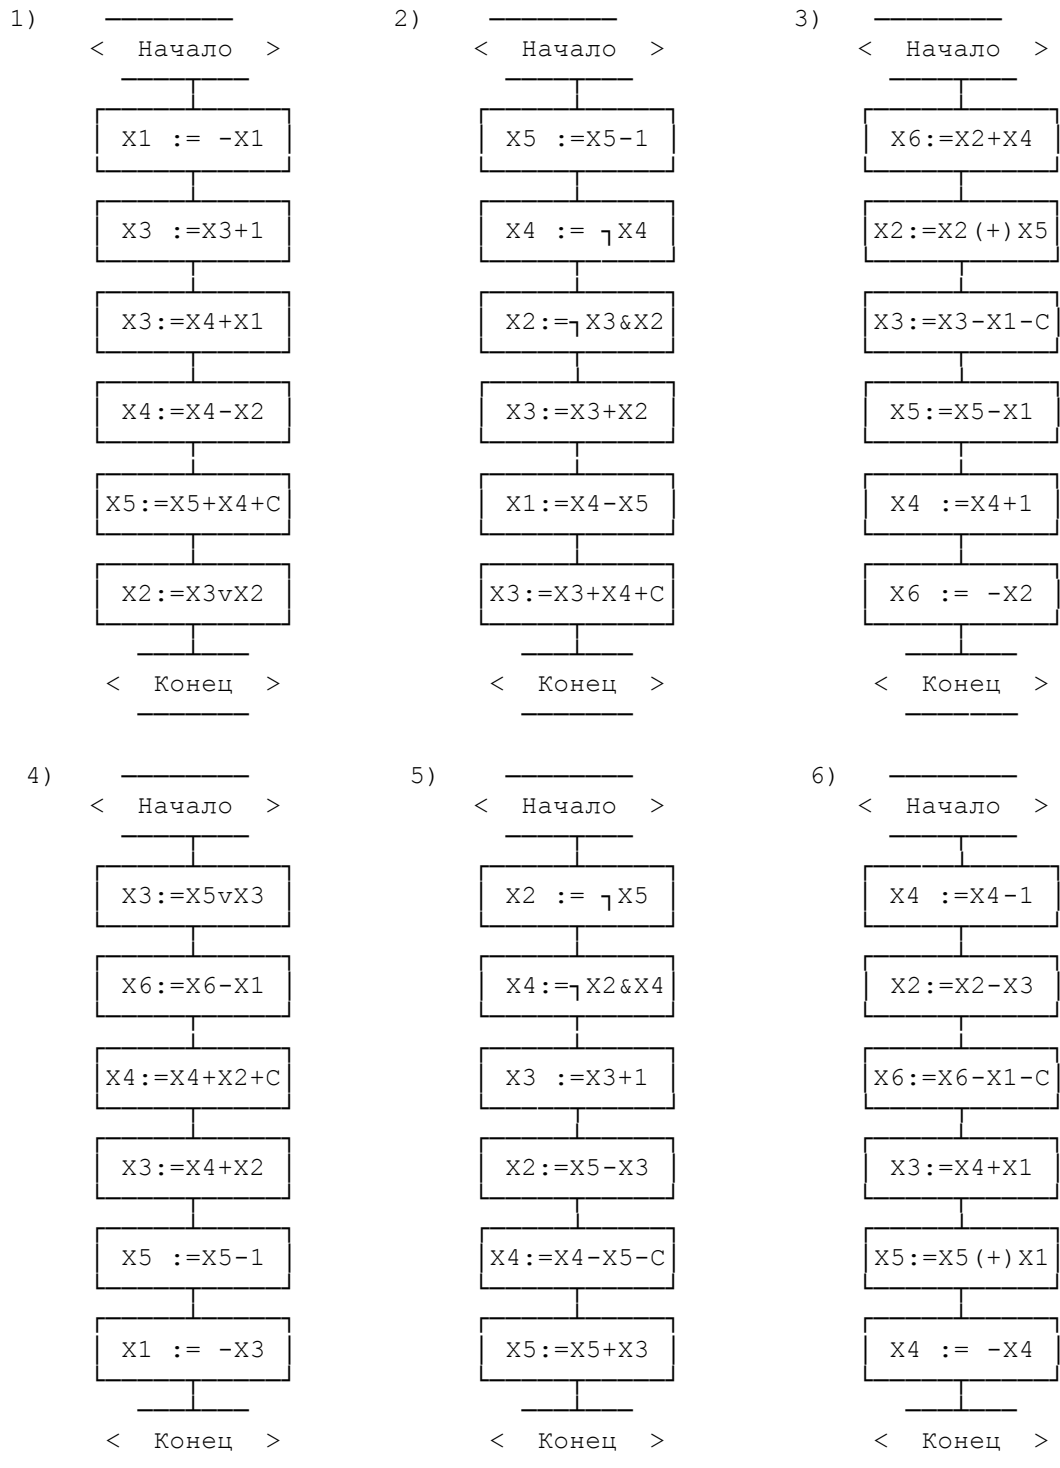 1) 2) 3)
< Начало > < Начало > < Начало >
X1 := -X1 X5 :=X5-1 X6:=X2+X4
X3 :=X3+1 X4 := ┐X4 X2:=X2(+)X5
X3:=X4+X1 X2:=┐X3&X2 X3:=X3-X1-C
X4:=X4-X2 X3:=X3+X2 X5:=X5-X1
X5:=X5+X4+C X1:=X4-X5 X4 :=X4+1
X2:=X3vX2 X3:=X3+X4+C X6 := -X2
< Конец > < Конец > < Конец >
4) 5) 6)
< Начало > < Начало > < Начало >
X3:=X5vX3 X2 := ┐X5 X4 :=X4-1
X6:=X6-X1 X4:=┐X2&X4 X2:=X2-X3
X4:=X4+X2+C X3 :=X3+1 X6:=X6-X1-C
X3:=X4+X2 X2:=X5-X3 X3:=X4+X1
X5 :=X5-1 X4:=X4-X5-C X5:=X5(+)X1
X1 := -X3 X5:=X5+X3 X4 := -X4
< Конец > < Конец > < Конец >